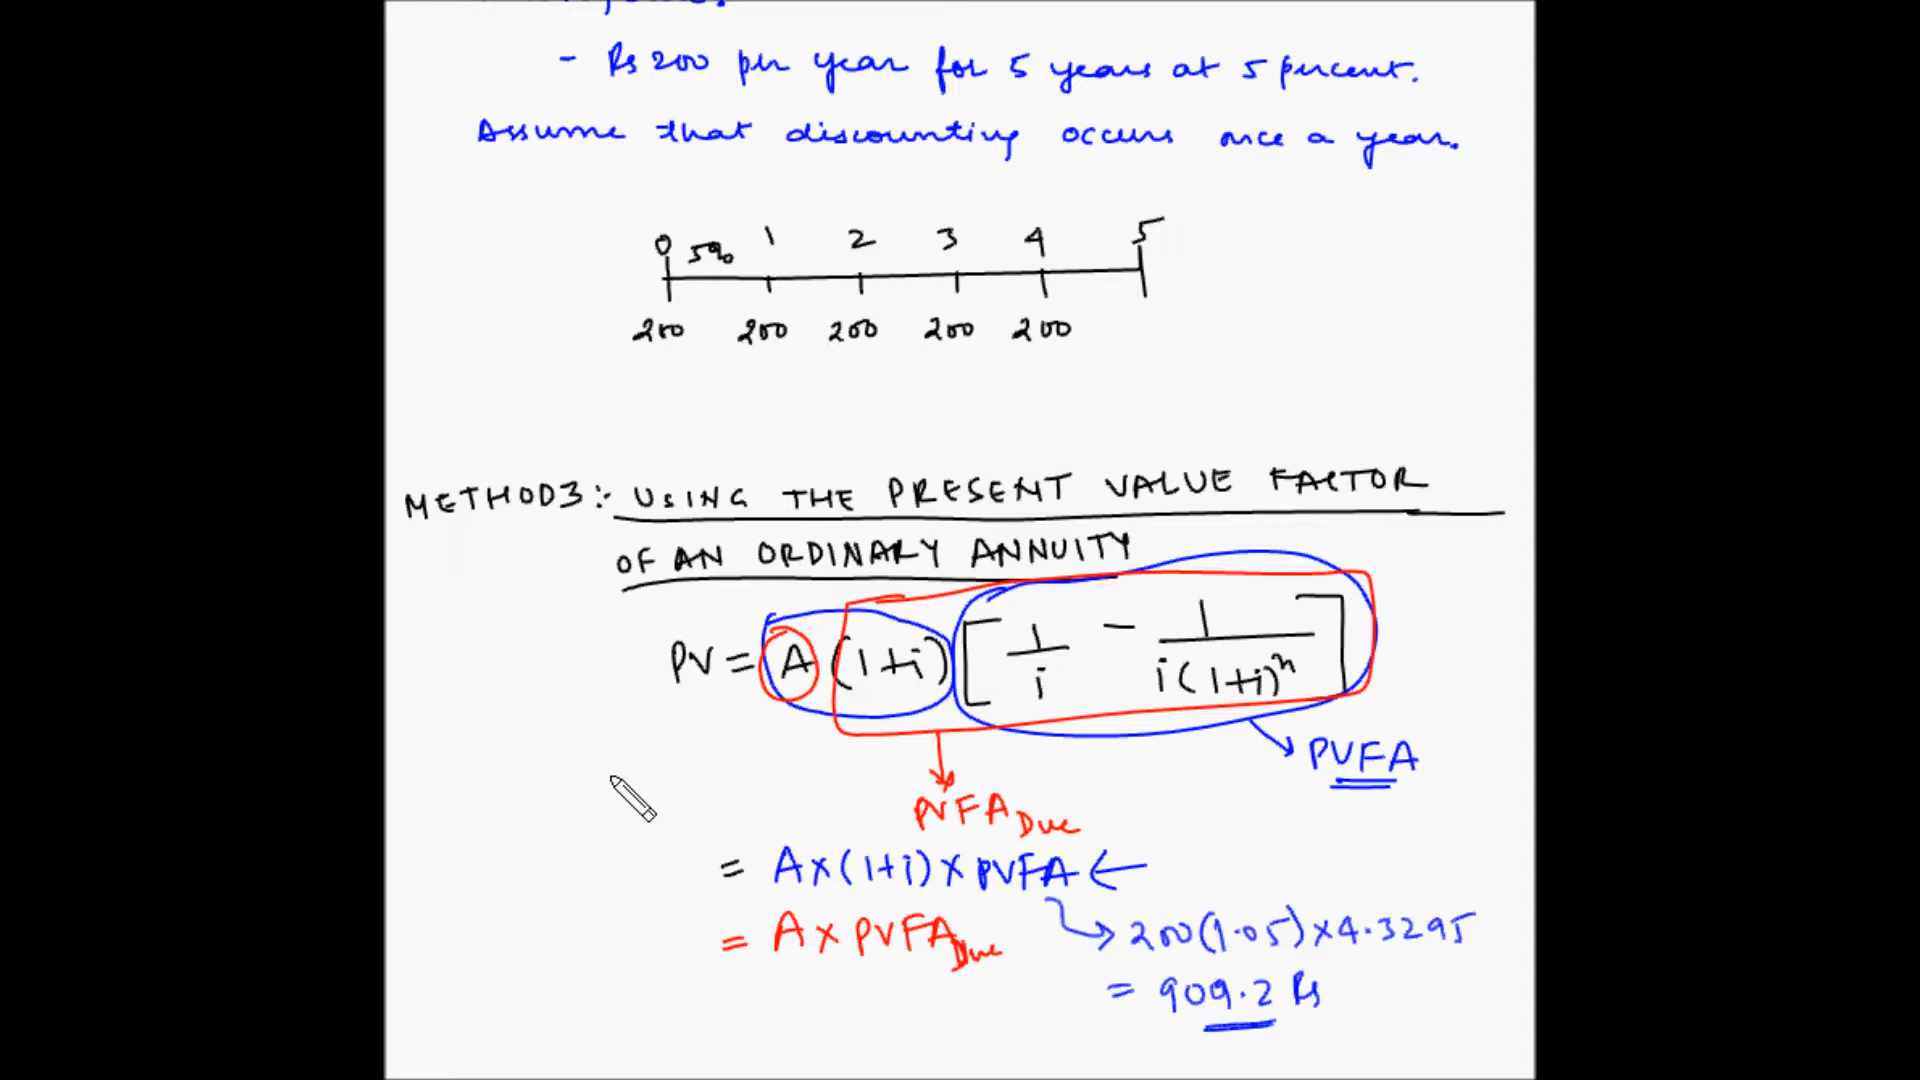 - Rs 200 per year for 5 years at 5 percent.
Assume that discounting occurs once a year.
0 5% 1 2 3 4 5
200 200 200 200 200
METHOD3:- USING THE PRESENT VALUE FACTOR
OF AN ORDINARY ANNUITY
PV = A (1+i) [1/i - 1/i(1+i)^n]
PVFA
PVFA Due
= A×(1+i)×PVFA ←
= A×PVFA Due
→ 200(1.05)×4.3295
= 909.2 Rs